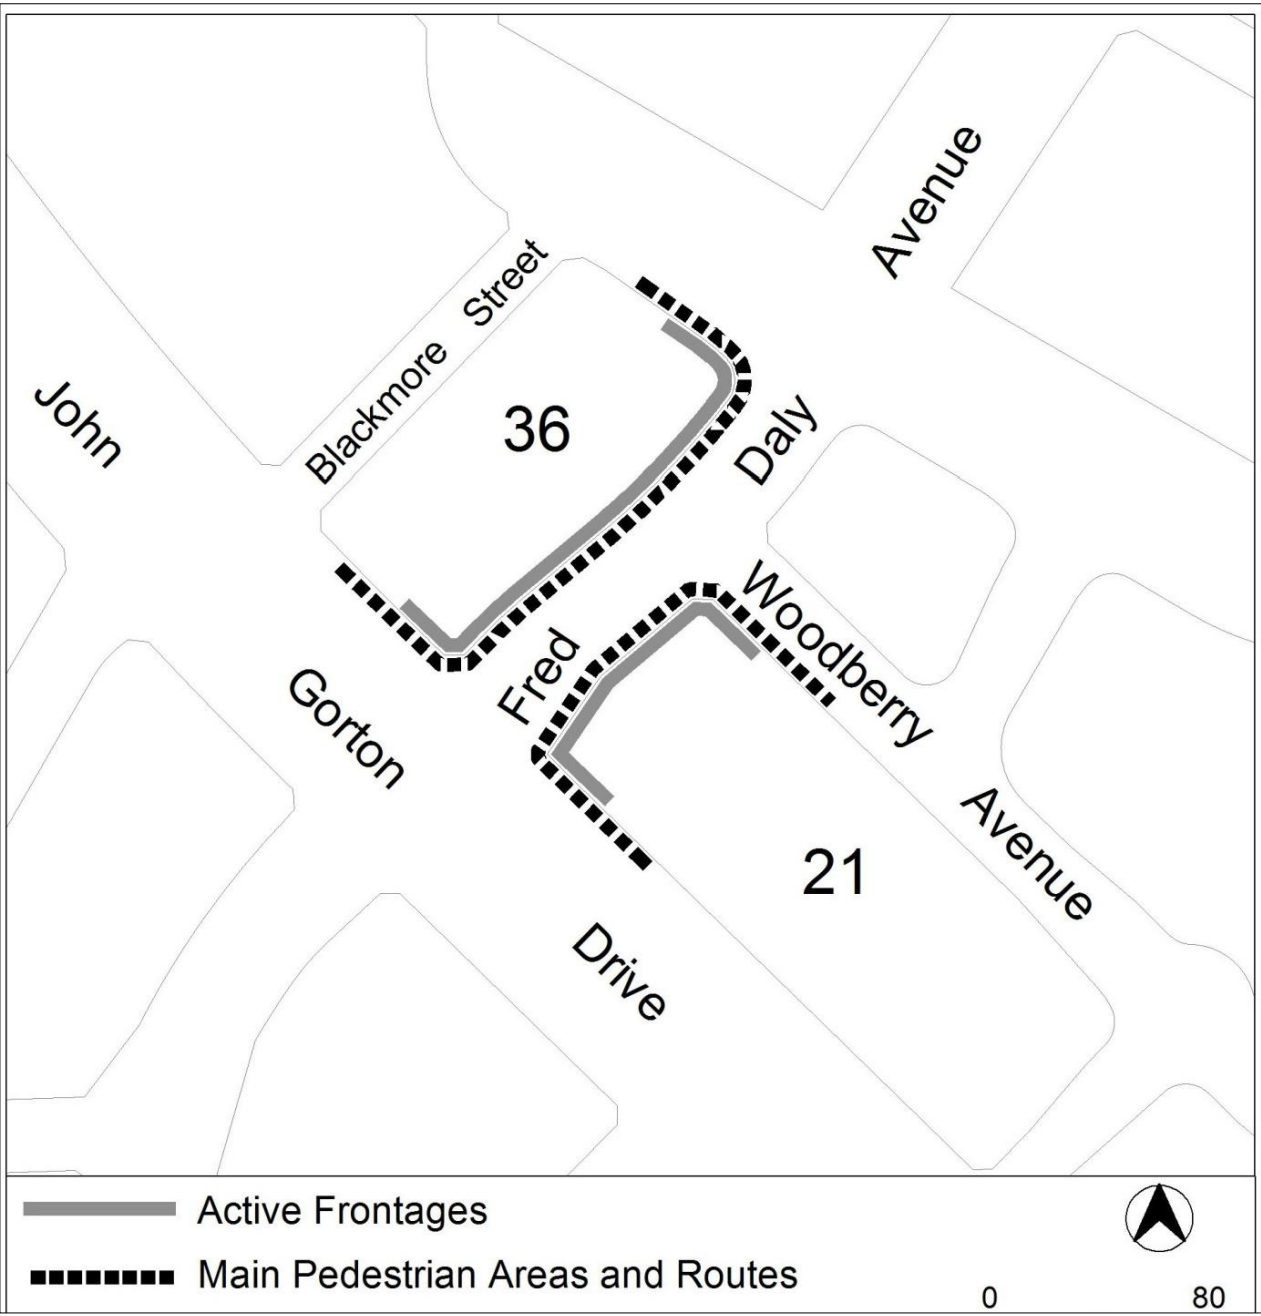 Avenue
Blackmore Street
John
36
Daly
Woodberry
Fred
Gorton
Avenue
21
Drive
Active Frontages
Main Pedestrian Areas and Routes
0 80